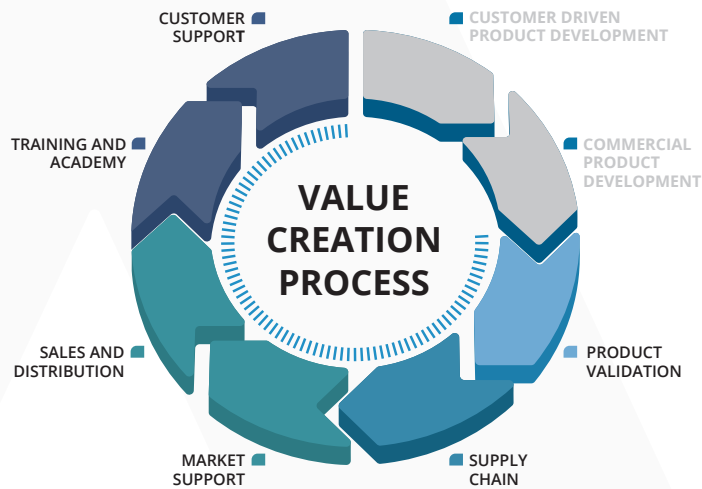 CUSTOMER
SUPPORT
CUSTOMER DRIVEN
PRODUCT DEVELOPMENT
TRAINING AND
ACADEMY
COMMERCIAL
PRODUCT
DEVELOPMENT
VALUE
CREATION
PROCESS
SALES AND
DISTRIBUTION
PRODUCT
VALIDATION
MARKET
SUPPORT
SUPPLY
CHAIN